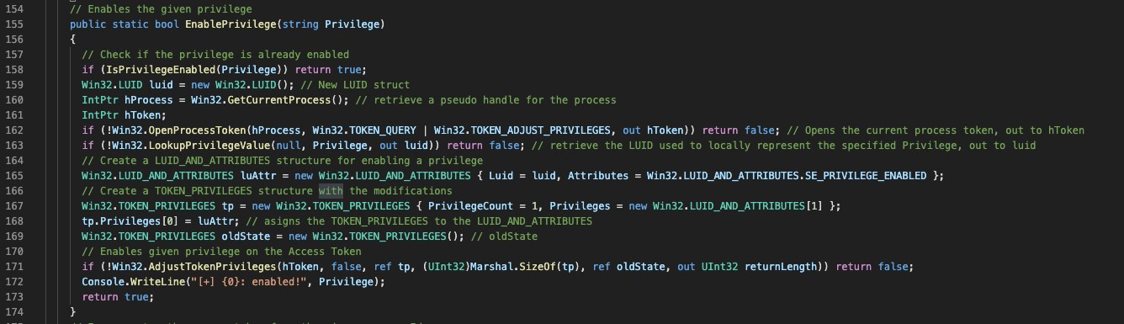 154 // Enables the given privilege
155 public static bool EnablePrivilege(string Privilege)
156 {
157 // Check if the privilege is already enabled
158 if (IsPrivilegeEnabled(Privilege)) return true;
159 Win32.LUID luid = new Win32.LUID(); // New LUID struct
160 IntPtr hProcess = Win32.GetCurrentProcess(); // retrieve a pseudo handle for the process
161 IntPtr hToken;
162 if (!Win32.OpenProcessToken(hProcess, Win32.TOKEN_QUERY | Win32.TOKEN_ADJUST_PRIVILEGES, out hToken)) return false; // Opens the current process token, out to hToken
163 if (!Win32.LookupPrivilegeValue(null, Privilege, out luid)) return false; // retrieve the LUID used to locally represent the specified Privilege, out to luid
164 // Create a LUID_AND_ATTRIBUTES structure for enabling a privilege
165 Win32.LUID_AND_ATTRIBUTES luAttr = new Win32.LUID_AND_ATTRIBUTES { Luid = luid, Attributes = Win32.LUID_AND_ATTRIBUTES.SE_PRIVILEGE_ENABLED };
166 // Create a TOKEN_PRIVILEGES structure with the modifications
167 Win32.TOKEN_PRIVILEGES tp = new Win32.TOKEN_PRIVILEGES { PrivilegeCount = 1, Privileges = new Win32.LUID_AND_ATTRIBUTES[1] };
168 tp.Privileges[0] = luAttr; // asigns the TOKEN_PRIVILEGES to the LUID_AND_ATTRIBUTES
169 Win32.TOKEN_PRIVILEGES oldState = new Win32.TOKEN_PRIVILEGES(); // oldState
170 // Enables given privilege on the Access Token
171 if (!Win32.AdjustTokenPrivileges(hToken, false, ref tp, (UInt32)Marshal.SizeOf(tp), ref oldState, out UInt32 returnLength)) return false;
172 Console.WriteLine("[+] {0}: enabled!", Privilege);
173 return true;
174 }